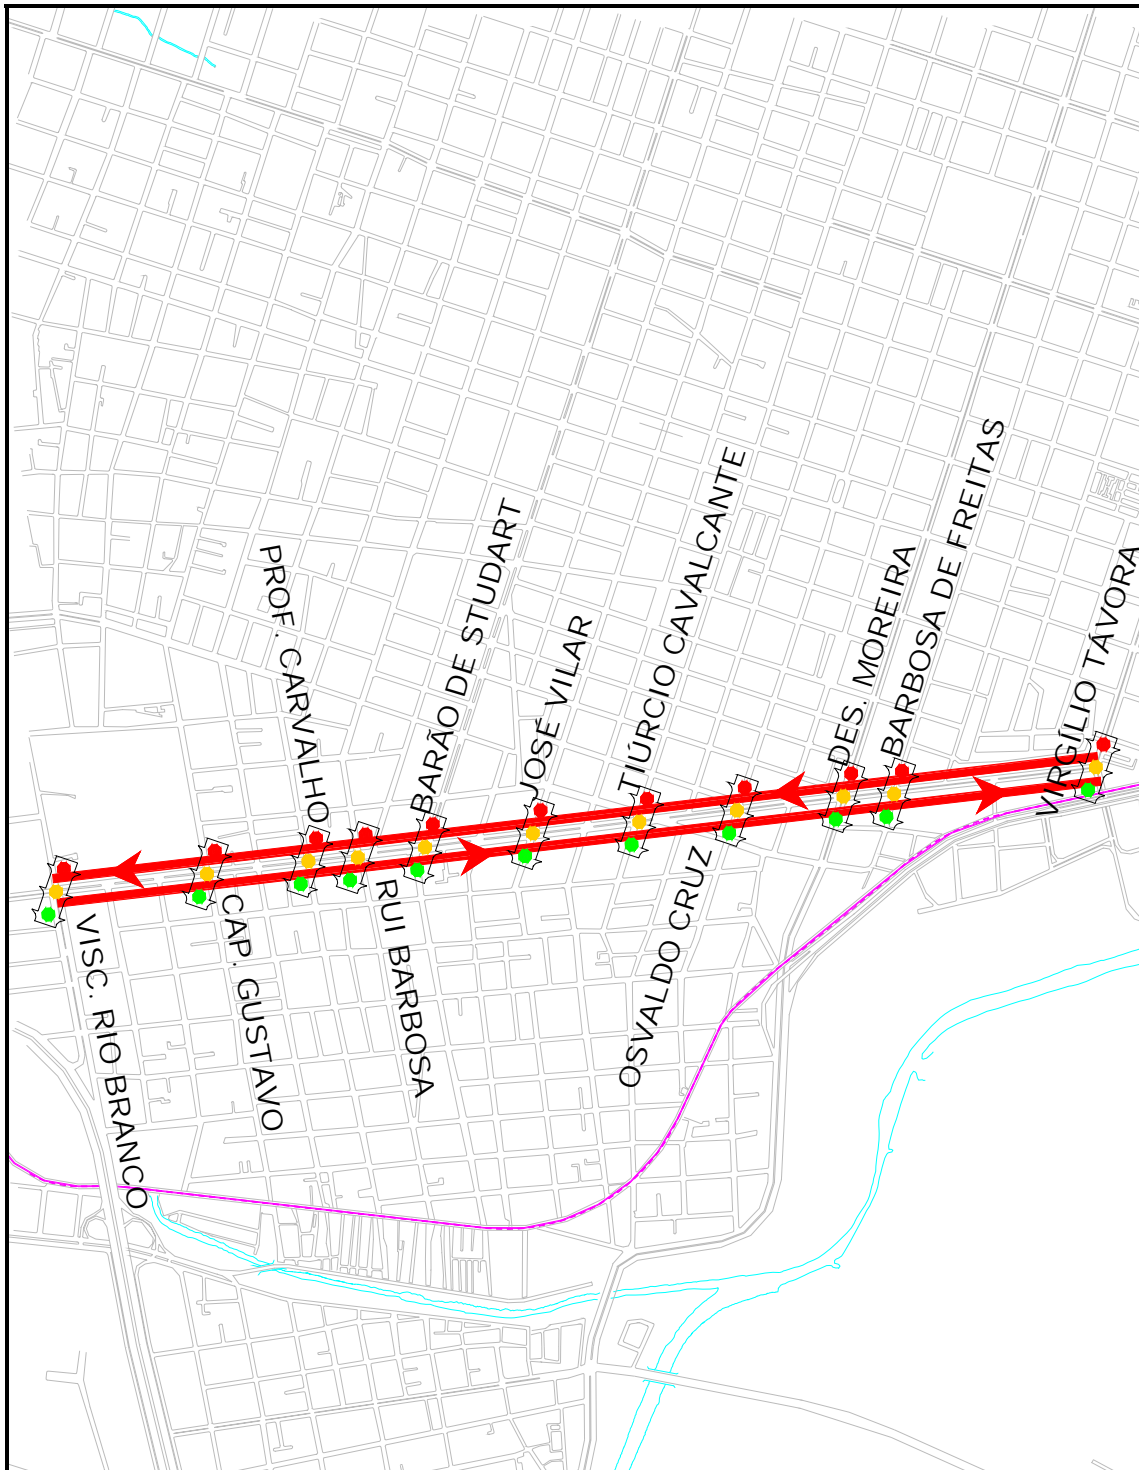 VISC. RIO BRANCO
CAP. GUSTAVO
PROF. CARVALHO
RUI BARBOSA
BARÃO DE STUDART
JOSÉ VILAR
TIÚRCIO CAVALCANTE
OSVALDO CRUZ
DES. MOREIRA
BARBOSA DE FREITAS
VIRGÍLIO TÁVORA